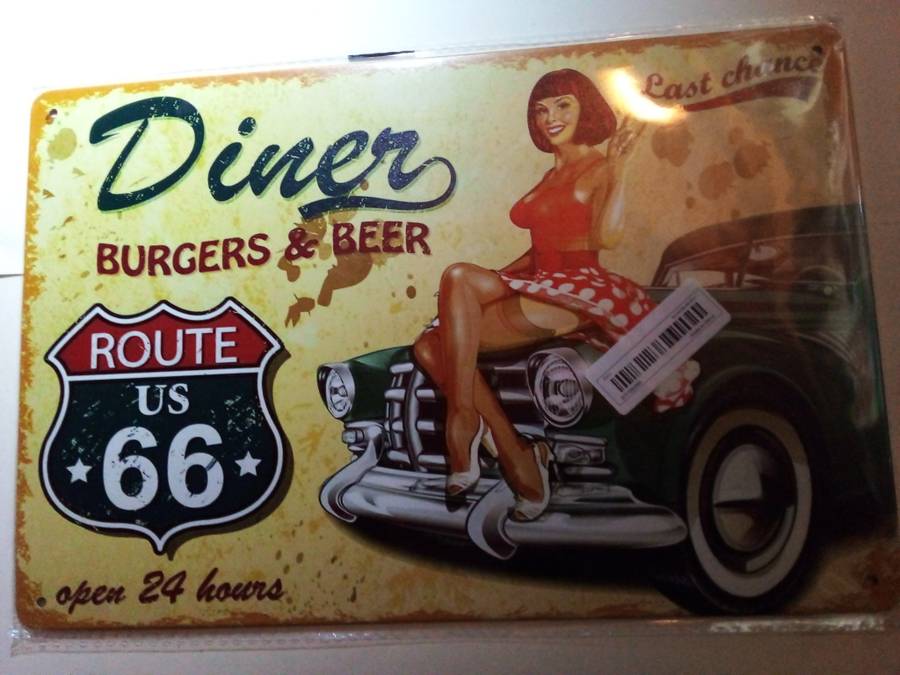 Diner
Last chance
BURGERS & BEER
ROUTE
US
66
open 24 hours